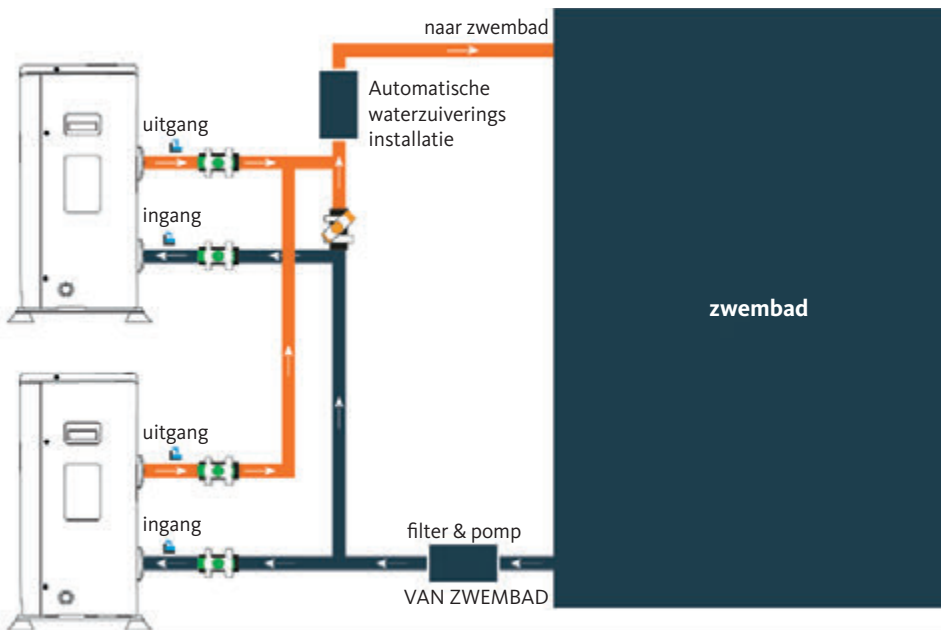 naar zwembad
Automatische
waterzuiverings
installatie
uitgang
ingang
zwembad
uitgang
ingang
filter & pomp
VAN ZWEMBAD